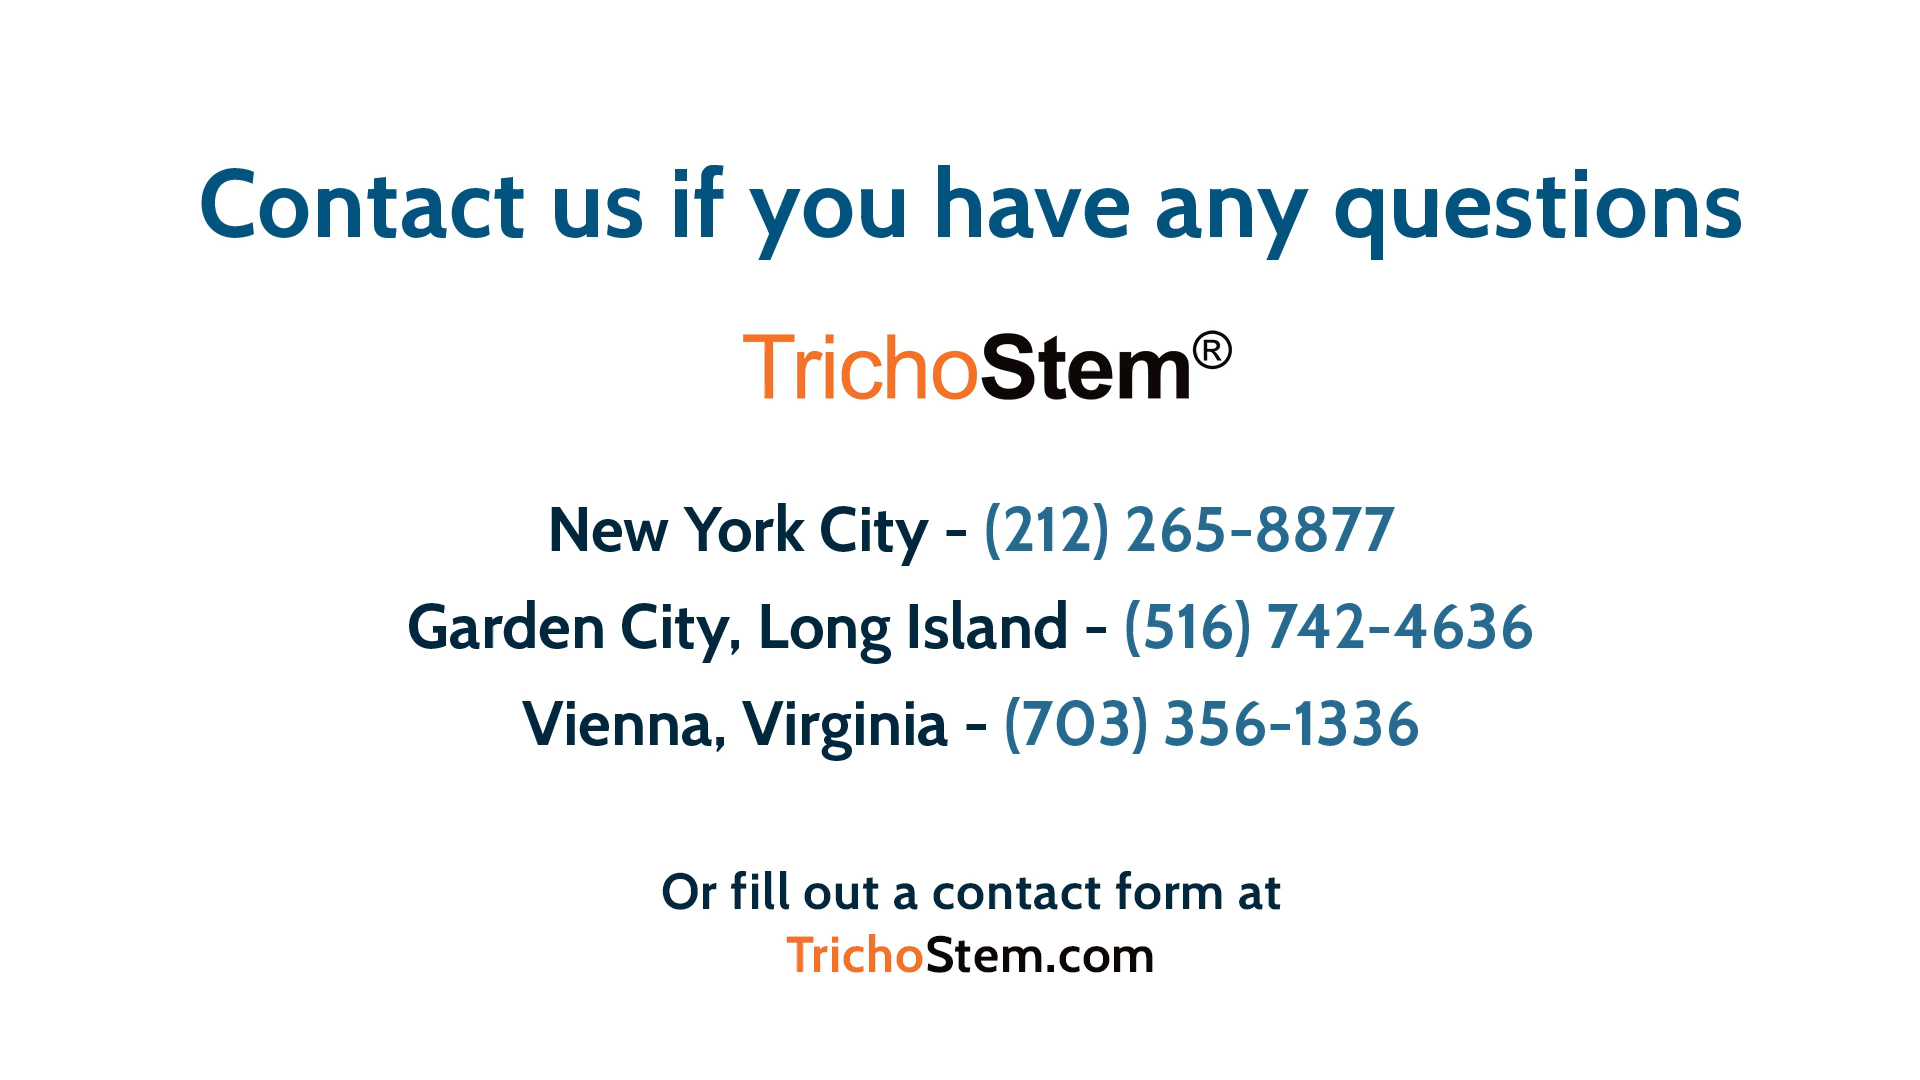 Contact us if you have any questions
TrichoStem®
New York City - (212) 265-8877
Garden City, Long Island - (516) 742-4636
Vienna, Virginia - (703) 356-1336
Or fill out a contact form at
TrichoStem.com